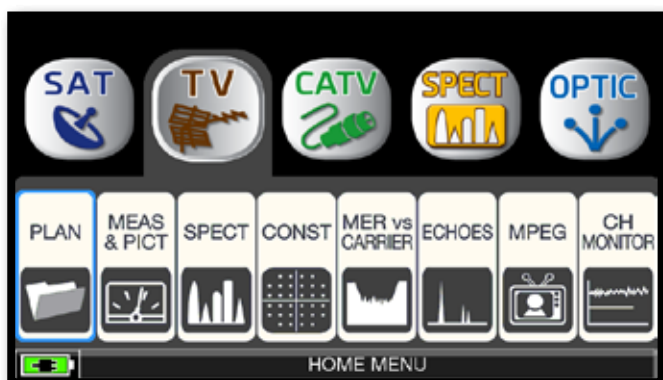 SAT
TV
CATV
SPECT
OPTIC
PLAN
MEAS
& PICT
SPECT
CONST
MER vs
CARRIER
ECHOES
MPEG
CH
MONITOR
HOME MENU